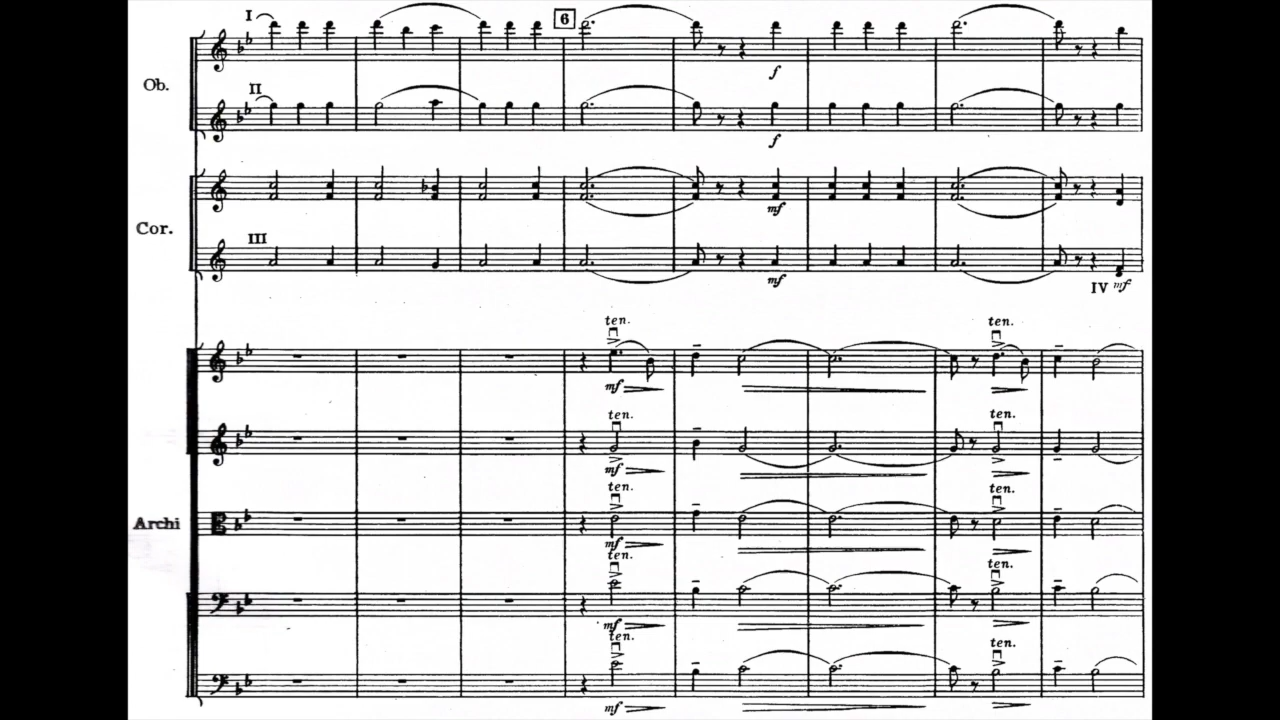 I
6
Ob.
f
II
f
Cor.
mf
III
mf
IV mf
Archi
ten. ten.
mf
ten. ten.
mf
ten. ten.
mf
ten. ten.
mf
ten. ten.
mf